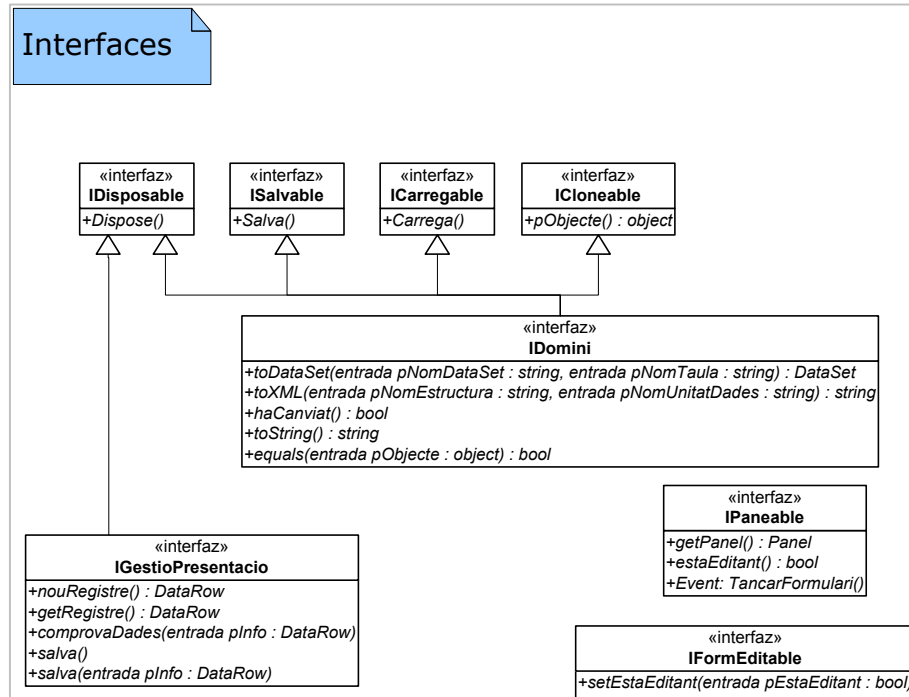 Interfaces
«interfaz»
IDisposable
+Dispose()
«interfaz»
ISalvable
+Salva()
«interfaz»
ICarregable
+Carrega()
«interfaz»
ICloneable
+pObjecte() : object
«interfaz»
IDomini
+toDataSet(entrada pNomDataSet : string, entrada pNomTaula : string) : DataSet
+toXML(entrada pNomEstructura : string, entrada pNomUnitatDades : string) : string
+haCanviat() : bool
+toString() : string
+equals(entrada pObjecte : object) : bool
«interfaz»
IPaneable
+getPanel() : Panel
+estaEditant() : bool
+Event: TancarFormulari()
«interfaz»
IGestioPresentacio
+nouRegistre() : DataRow
+getRegistre() : DataRow
+comprovaDades(entrada pInfo : DataRow)
+salva()
+salva(entrada pInfo : DataRow)
«interfaz»
IFormEditable
+setEstaEditant(entrada pEstaEditant : bool)